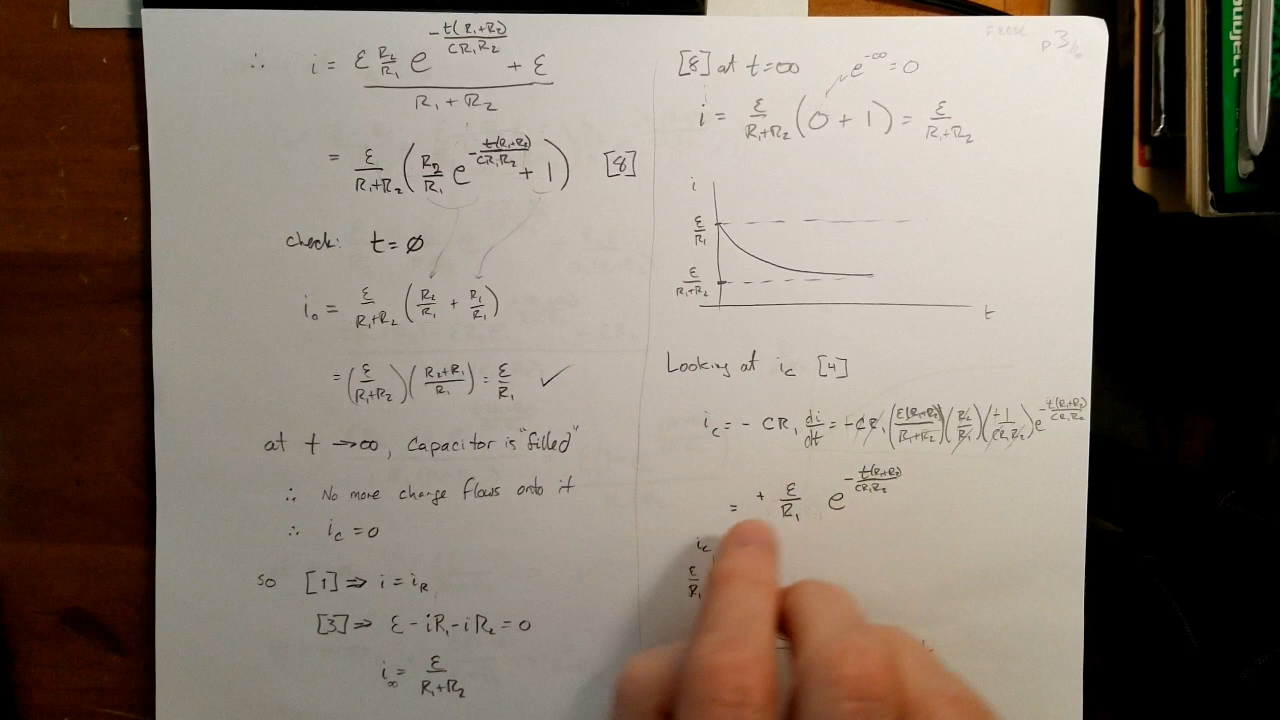 ∴ i = (ε R₂/R₁ e^(-t(R₁+R₂)/CR₁R₂) + ε) / (R₁ + R₂)
= ε/(R₁+R₂) (R₂/R₁ e^(-t(R₁+R₂)/CR₁R₂) + 1) [8]
check: t = ∅
i₀ = ε/(R₁+R₂) (R₂/R₁ + R₁/R₁)
= (ε/(R₁+R₂)) ((R₂+R₁)/R₁) = ε/R₁ ✓
at t → ∞, capacitor is "filled"
∴ No more charge flows onto it
∴ i_c = 0
so [1] ⇒ i = i_R
[3] ⇒ ε - iR₁ - iR₂ = 0
i_∞ = ε/(R₁+R₂)
p.3/6
[8] at t = ∞ e^(-∞) = 0
i = ε/(R₁+R₂) (0 + 1) = ε/(R₁+R₂)
i
ε/R₁
ε/(R₁+R₂)
t
Looking at i_c [4]
i_c = - CR₁ di/dt = -CR₁ (ε(R₁+R₂)/(R₁+R₂)) (R₂/R₁) (-1/CR₁R₂) e^(-t(R₁+R₂)/CR₁R₂)
= + ε/R₁ e^(-t(R₁+R₂)/CR₁R₂)
i_c
ε/R₁